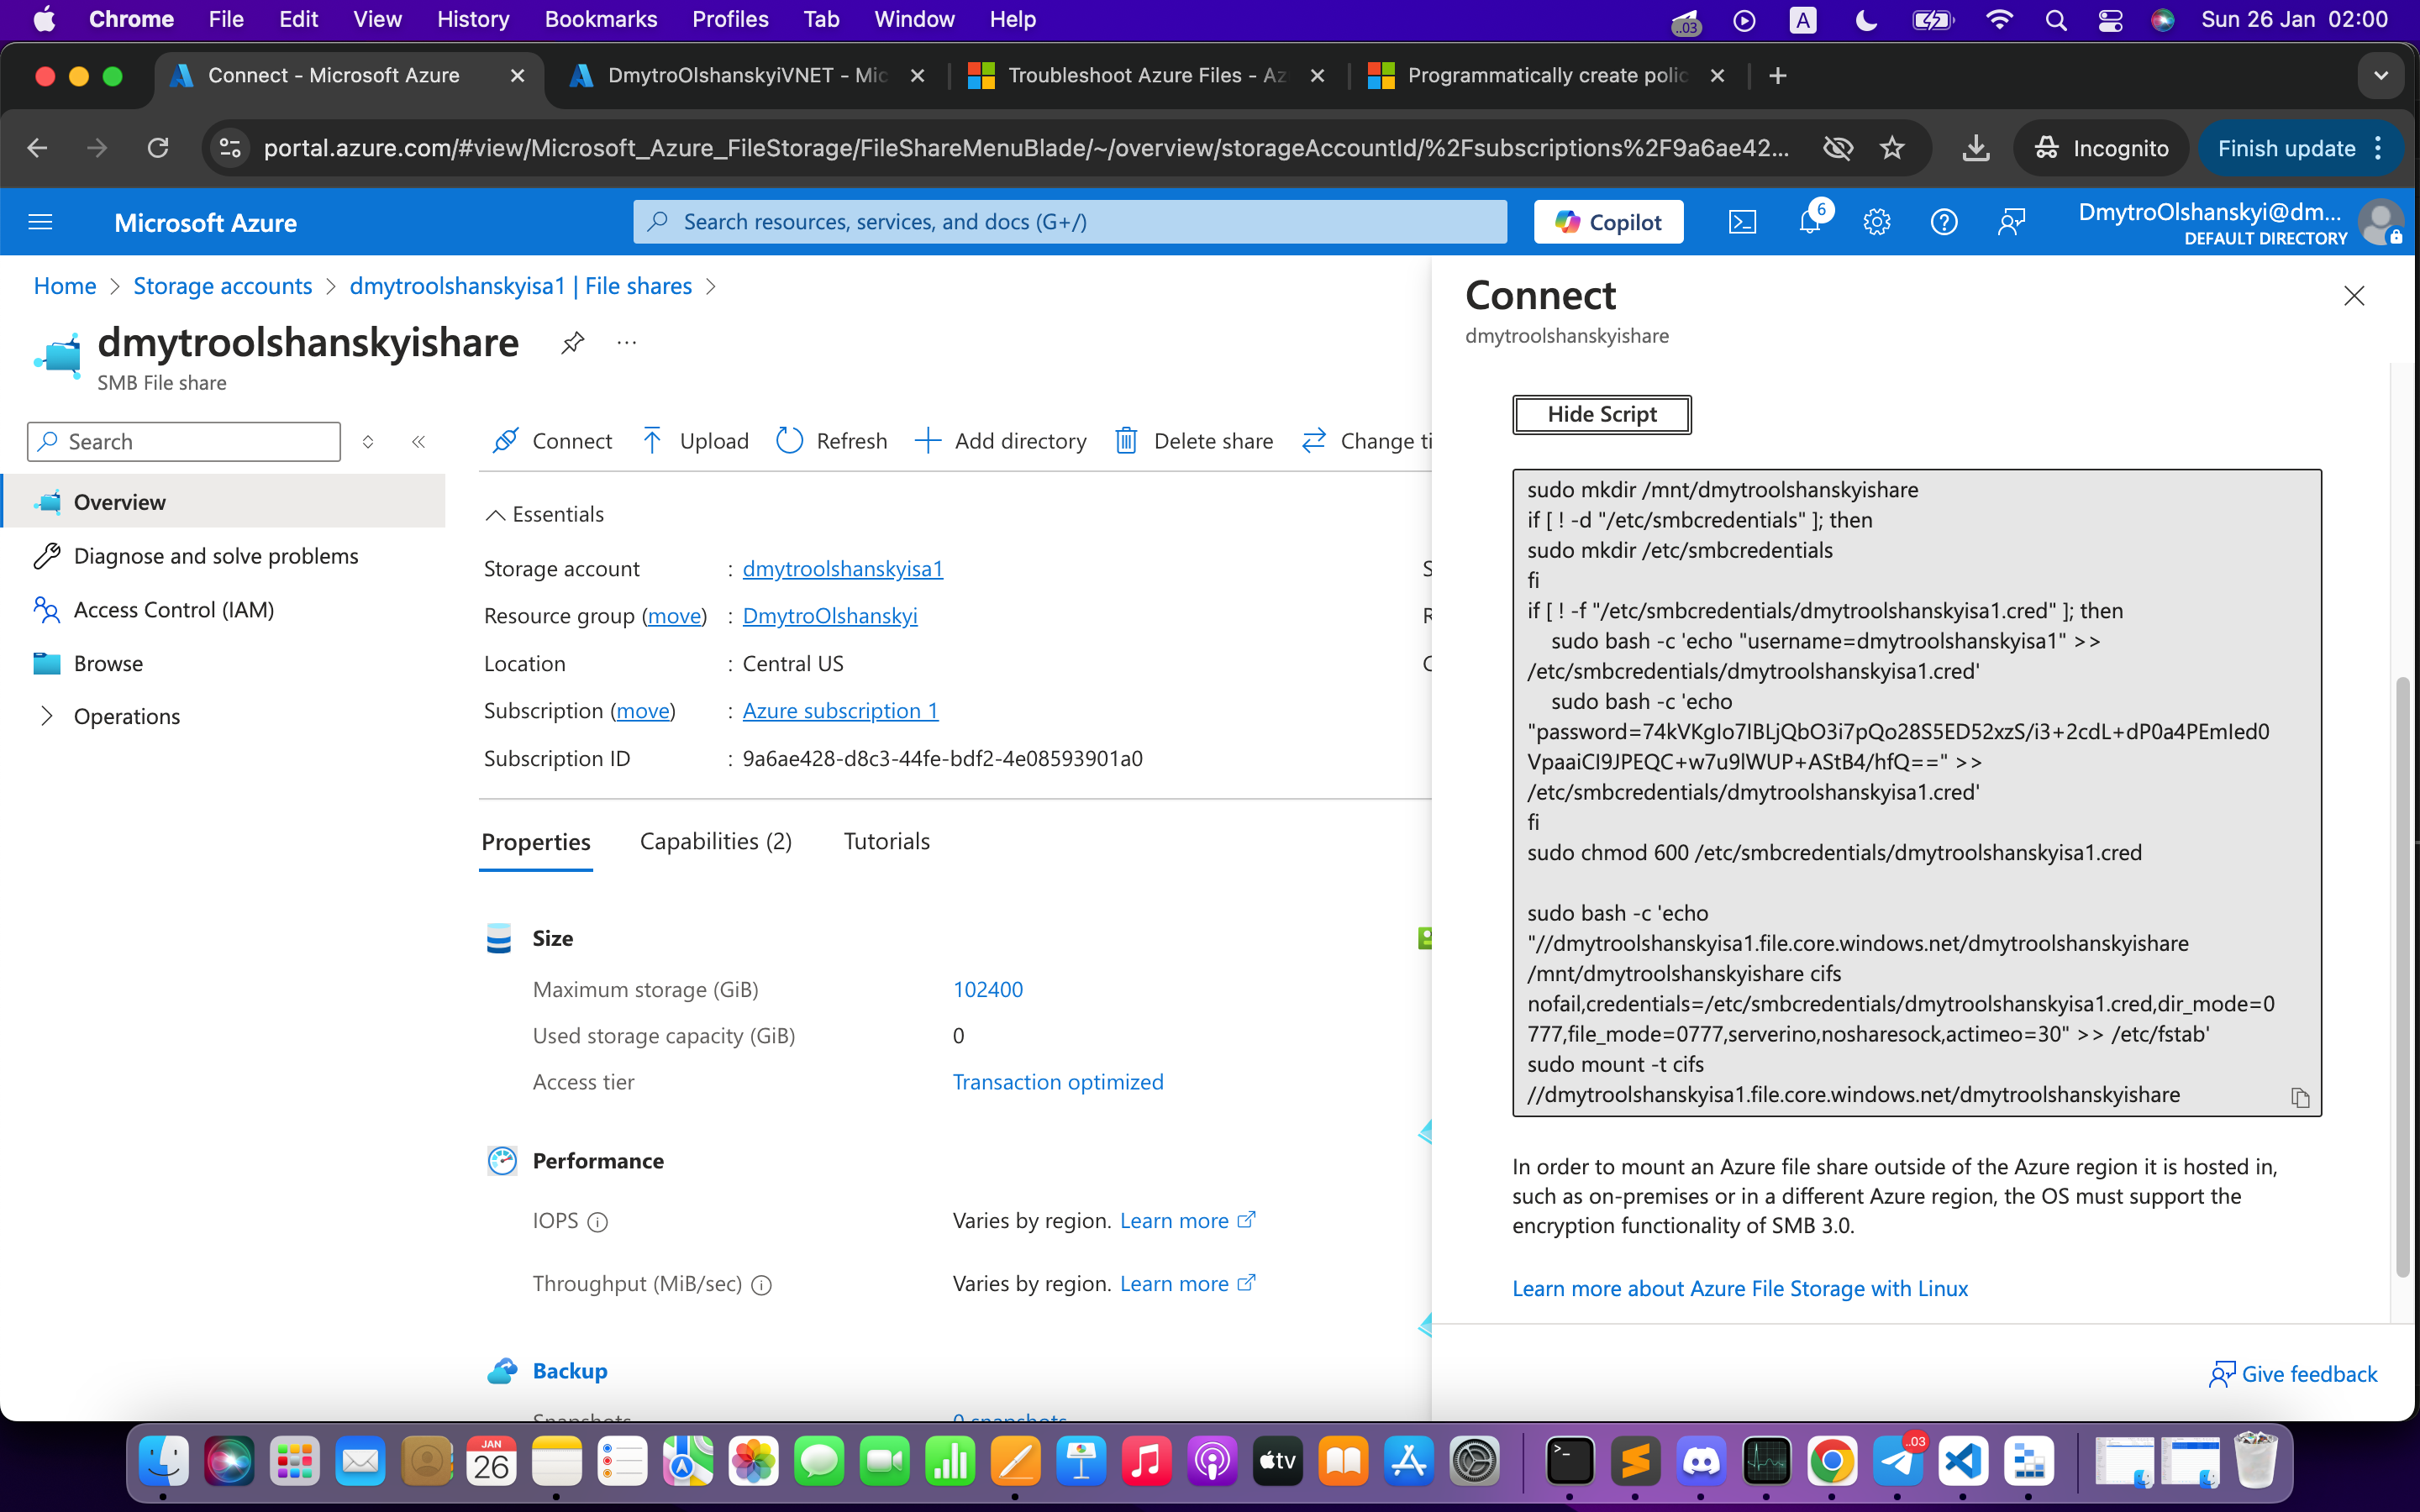 Chrome File Edit View History Bookmarks Profiles Tab Window Help ..03 A Sun 26 Jan 02:00
Connect - Microsoft Azure DmytroOlshanskyiVNET - Mic Troubleshoot Azure Files - Az Programmatically create polic
portal.azure.com/#view/Microsoft_Azure_FileStorage/FileShareMenuBlade/~/overview/storageAccountId/%2Fsubscriptions%2F9a6ae42... Incognito Finish update
Microsoft Azure Search resources, services, and docs (G+/) Copilot 6 DmytroOlshanskyi@dm...
DEFAULT DIRECTORY
Home > Storage accounts > dmytroolshanskyisa1 | File shares >
dmytroolshanskyishare ...
SMB File share
Search
Overview
Diagnose and solve problems
Access Control (IAM)
Browse
Operations
Connect Upload Refresh Add directory Delete share Change ti
Essentials
Storage account : dmytroolshanskyisa1
Resource group (move) : DmytroOlshanskyi
Location : Central US
Subscription (move) : Azure subscription 1
Subscription ID : 9a6ae428-d8c3-44fe-bdf2-4e08593901a0
Properties Capabilities (2) Tutorials
Size
Maximum storage (GiB) 102400
Used storage capacity (GiB) 0
Access tier Transaction optimized
Performance
IOPS Varies by region. Learn more
Throughput (MiB/sec) Varies by region. Learn more
Backup
Snapshots 0 snapshots
Connect
dmytroolshanskyishare
Hide Script
sudo mkdir /mnt/dmytroolshanskyishare
if [ ! -d "/etc/smbcredentials" ]; then
sudo mkdir /etc/smbcredentials
fi
if [ ! -f "/etc/smbcredentials/dmytroolshanskyisa1.cred" ]; then
sudo bash -c 'echo "username=dmytroolshanskyisa1" >>
/etc/smbcredentials/dmytroolshanskyisa1.cred'
sudo bash -c 'echo
"password=74kVKgIo7IBLjQbO3i7pQo28S5ED52xzS/i3+2cdL+dP0a4PEmIed0
VpaaiCl9JPEQC+w7u9lWUP+AStB4/hfQ==" >>
/etc/smbcredentials/dmytroolshanskyisa1.cred'
fi
sudo chmod 600 /etc/smbcredentials/dmytroolshanskyisa1.cred
sudo bash -c 'echo
"//dmytroolshanskyisa1.file.core.windows.net/dmytroolshanskyishare
/mnt/dmytroolshanskyishare cifs
nofail,credentials=/etc/smbcredentials/dmytroolshanskyisa1.cred,dir_mode=0
777,file_mode=0777,serverino,nosharesock,actimeo=30" >> /etc/fstab'
sudo mount -t cifs
//dmytroolshanskyisa1.file.core.windows.net/dmytroolshanskyishare
In order to mount an Azure file share outside of the Azure region it is hosted in,
such as on-premises or in a different Azure region, the OS must support the
encryption functionality of SMB 3.0.
Learn more about Azure File Storage with Linux
Give feedback
JAN
26
tv
..03